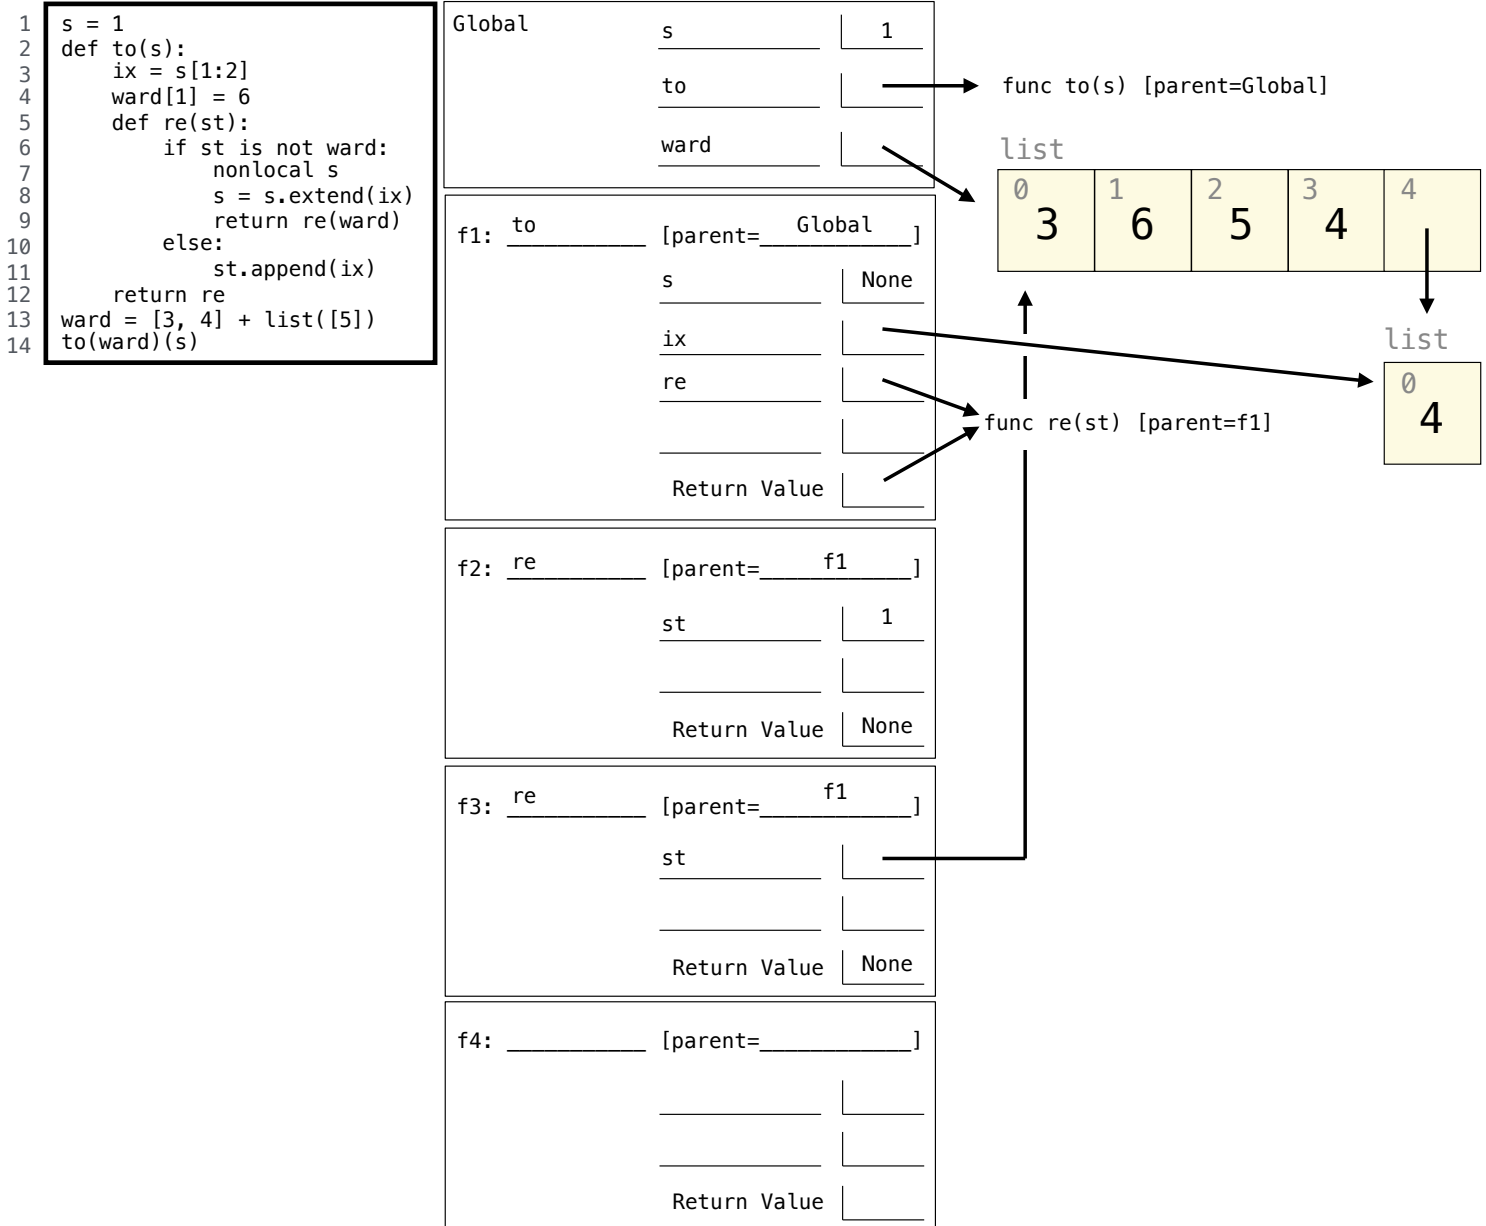 1 s = 1
2 def to(s):
3     ix = s[1:2]
4     ward[1] = 6
5     def re(st):
6         if st is not ward:
7             nonlocal s
8             s = s.extend(ix)
9             return re(ward)
10         else:
11             st.append(ix)
12     return re
13 ward = [3, 4] + list([5])
14 to(ward)(s)
Global
s 1
to
func to(s) [parent=Global]
ward
list
0 1 2 3 4
3 6 5 4
f1: to [parent=Global]
s None
ix
list
0
4
re
func re(st) [parent=f1]
Return Value
f2: re [parent=f1]
st 1
Return Value None
f3: re [parent=f1]
st
Return Value None
f4: ___________ [parent=____________]
Return Value